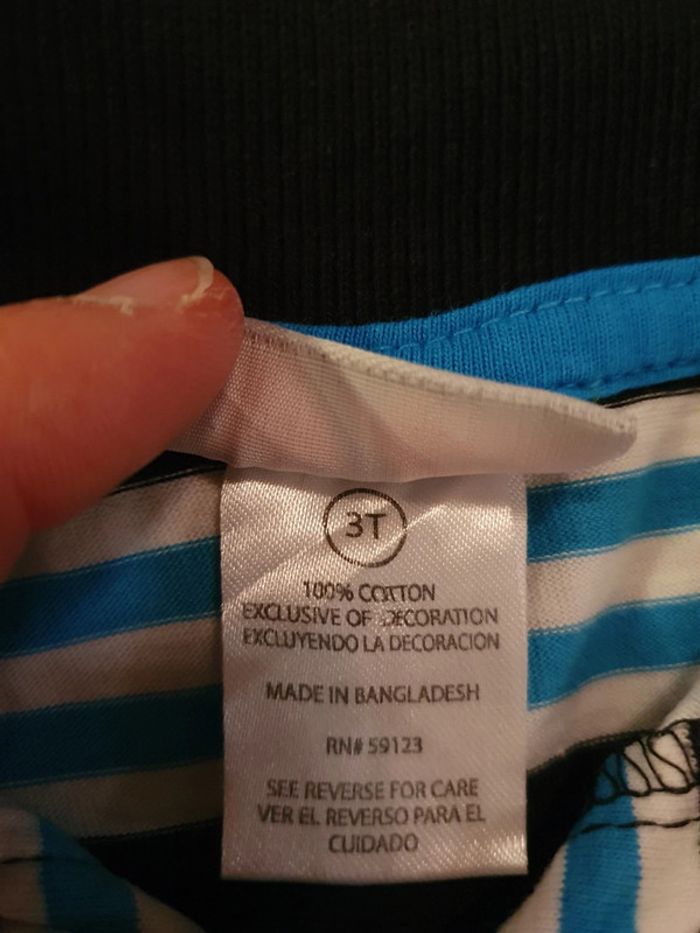 3T
100% COTTON
EXCLUSIVE OF DECORATION
EXCLUYENDO LA DECORACION
MADE IN BANGLADESH
RN# 59123
SEE REVERSE FOR CARE
VER EL REVERSO PARA EL
CUIDADO